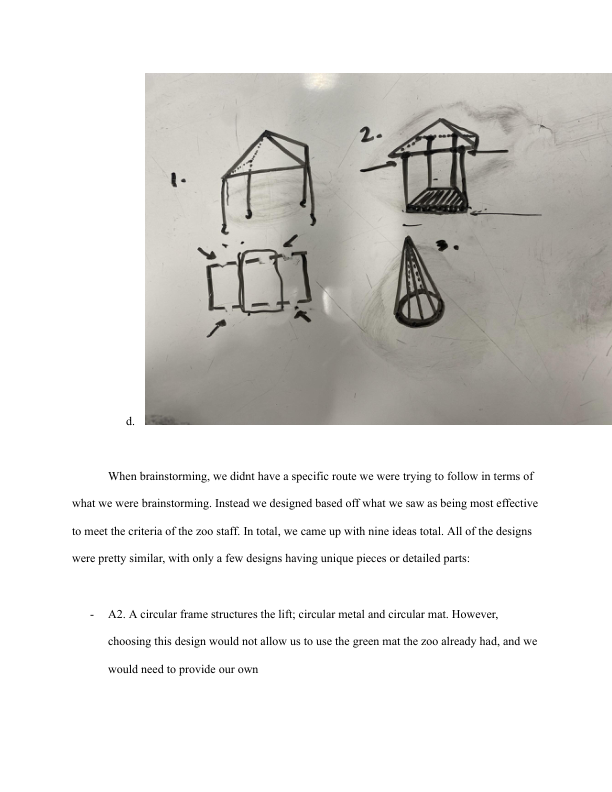 1.
2.
3.
d.
When brainstorming, we didnt have a specific route we were trying to follow in terms of
what we were brainstorming. Instead we designed based off what we saw as being most effective
to meet the criteria of the zoo staff. In total, we came up with nine ideas total. All of the designs
were pretty similar, with only a few designs having unique pieces or detailed parts:
- A2. A circular frame structures the lift; circular metal and circular mat. However,
choosing this design would not allow us to use the green mat the zoo already had, and we
would need to provide our own